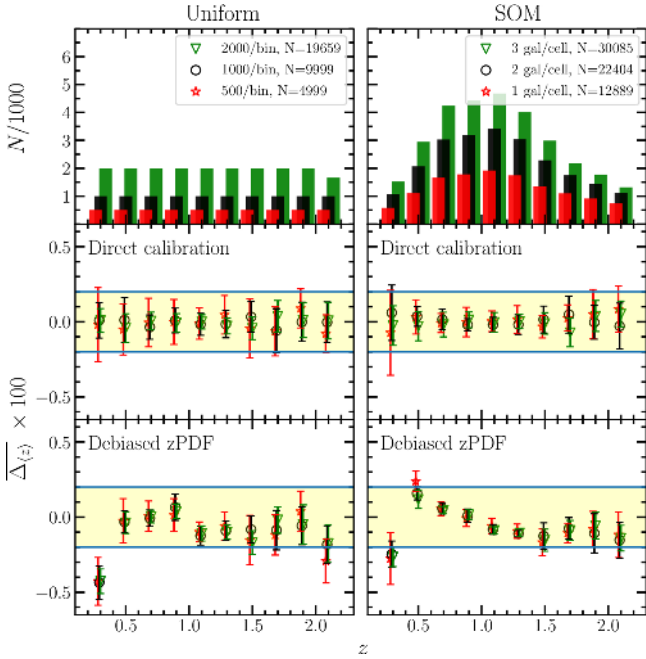 Uniform
SOM
7
6
5
4
3
2
1
N/1000
2000/bin, N=19659
1000/bin, N=9999
500/bin, N=4999
3 gal/cell, N=30085
2 gal/cell, N=22404
1 gal/cell, N=12889
0.5
0.0
−0.5
Direct calibration
Direct calibration
Δ⟨z⟩ × 100
0.5
0.0
−0.5
Debiased zPDF
Debiased zPDF
0.5 1.0 1.5 2.0
0.5 1.0 1.5 2.0
z